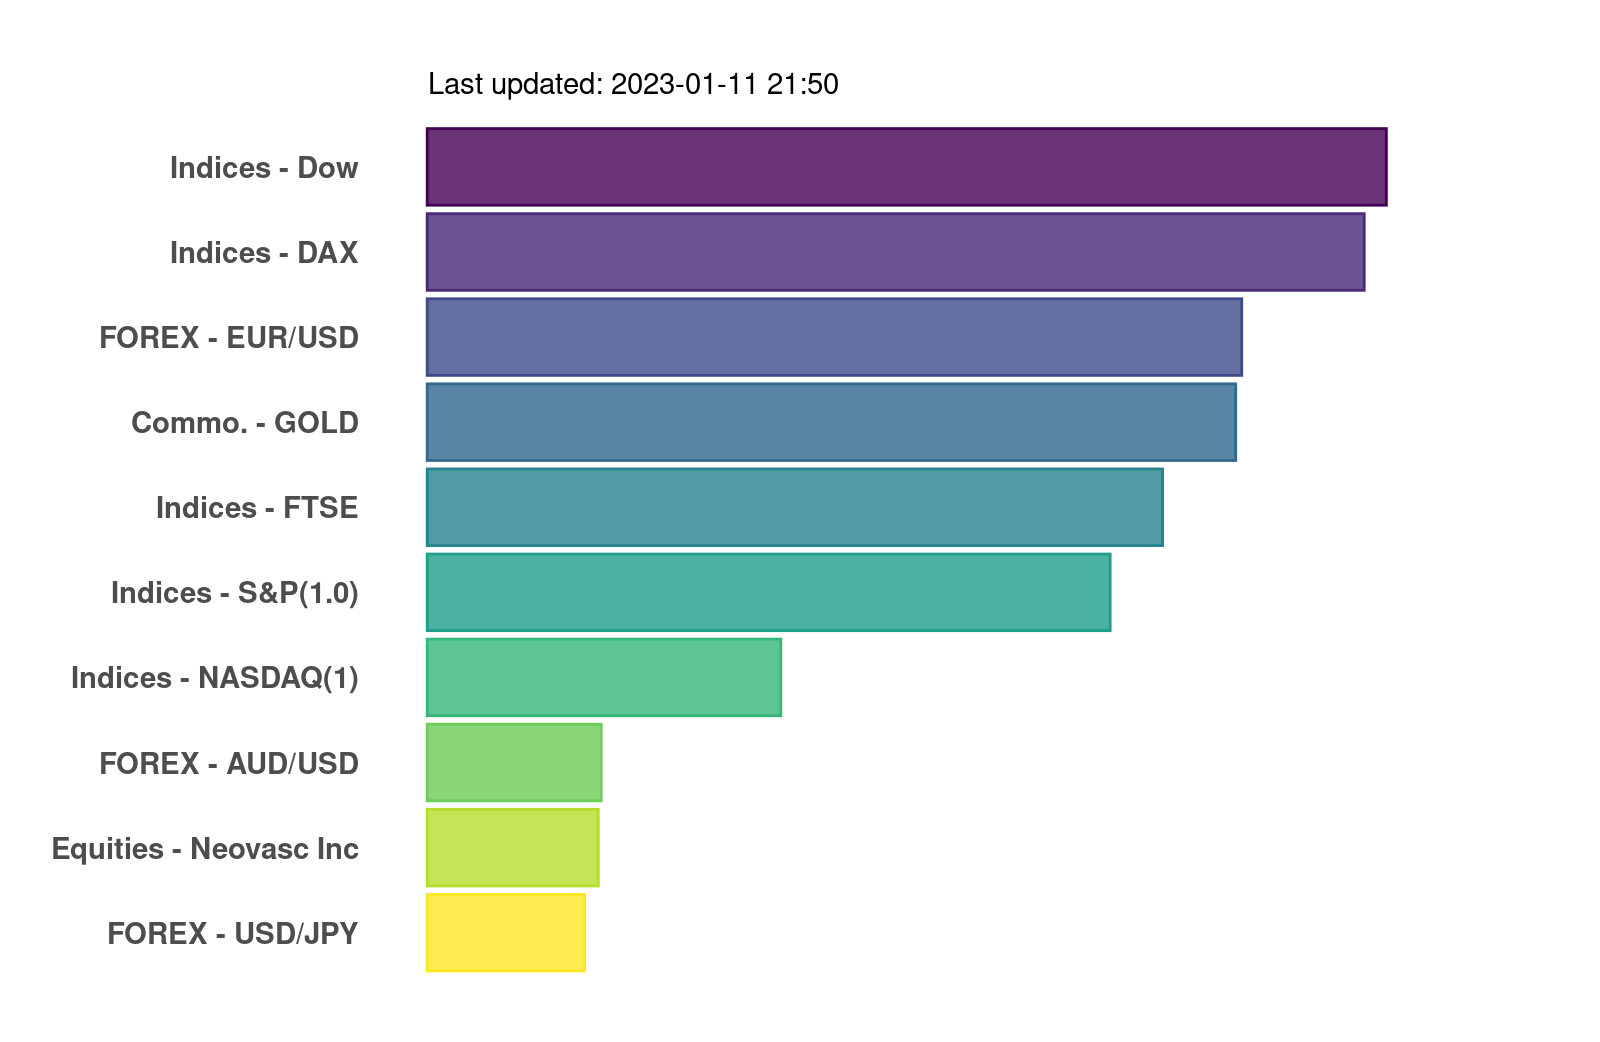 Last updated: 2023-01-11 21:50
Indices - Dow
Indices - DAX
FOREX - EUR/USD
Commo. - GOLD
Indices - FTSE
Indices - S&P(1.0)
Indices - NASDAQ(1)
FOREX - AUD/USD
Equities - Neovasc Inc
FOREX - USD/JPY